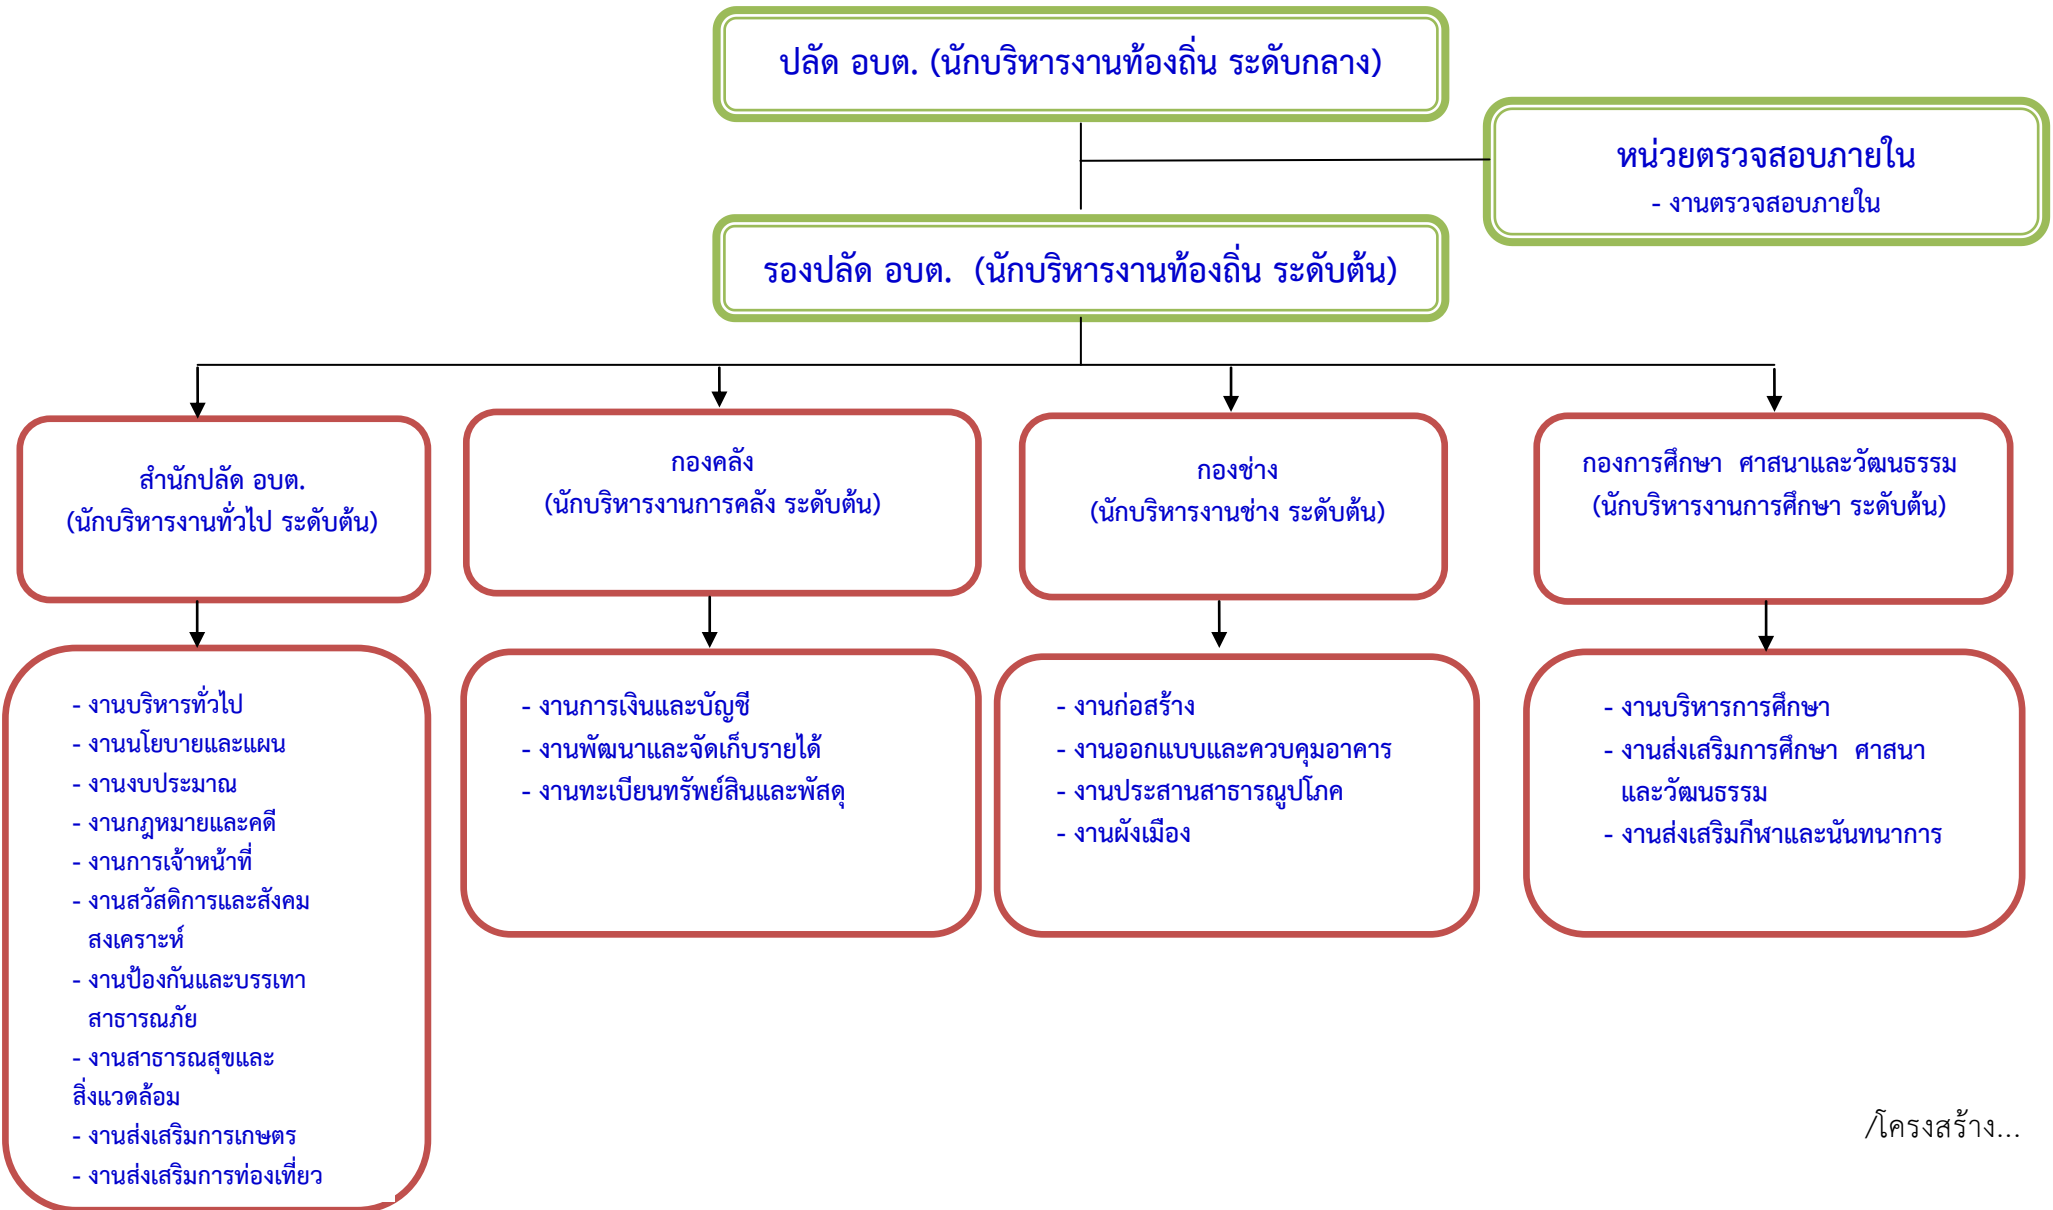 ปลัด อบต. (นักบริหารงานท้องถิ่น ระดับกลาง)
หน่วยตรวจสอบภายใน
- งานตรวจสอบภายใน
รองปลัด อบต.  (นักบริหารงานท้องถิ่น ระดับต้น)
สำนักปลัด อบต.
(นักบริหารงานทั่วไป ระดับต้น)
กองคลัง
(นักบริหารงานการคลัง ระดับต้น)
กองช่าง
(นักบริหารงานช่าง ระดับต้น)
กองการศึกษา  ศาสนาและวัฒนธรรม
(นักบริหารงานการศึกษา ระดับต้น)
- งานบริหารทั่วไป
- งานนโยบายและแผน
- งานงบประมาณ
- งานกฎหมายและคดี
- งานการเจ้าหน้าที่
- งานสวัสดิการและสังคม
สงเคราะห์
- งานป้องกันและบรรเทา
สาธารณภัย
- งานสาธารณสุขและ
สิ่งแวดล้อม
- งานส่งเสริมการเกษตร
- งานส่งเสริมการท่องเที่ยว
- งานการเงินและบัญชี
- งานพัฒนาและจัดเก็บรายได้
- งานทะเบียนทรัพย์สินและพัสดุ
- งานก่อสร้าง
- งานออกแบบและควบคุมอาคาร
- งานประสานสาธารณูปโภค
- งานผังเมือง
- งานบริหารการศึกษา
- งานส่งเสริมการศึกษา  ศาสนา
และวัฒนธรรม
- งานส่งเสริมกีฬาและนันทนาการ
/โครงสร้าง...